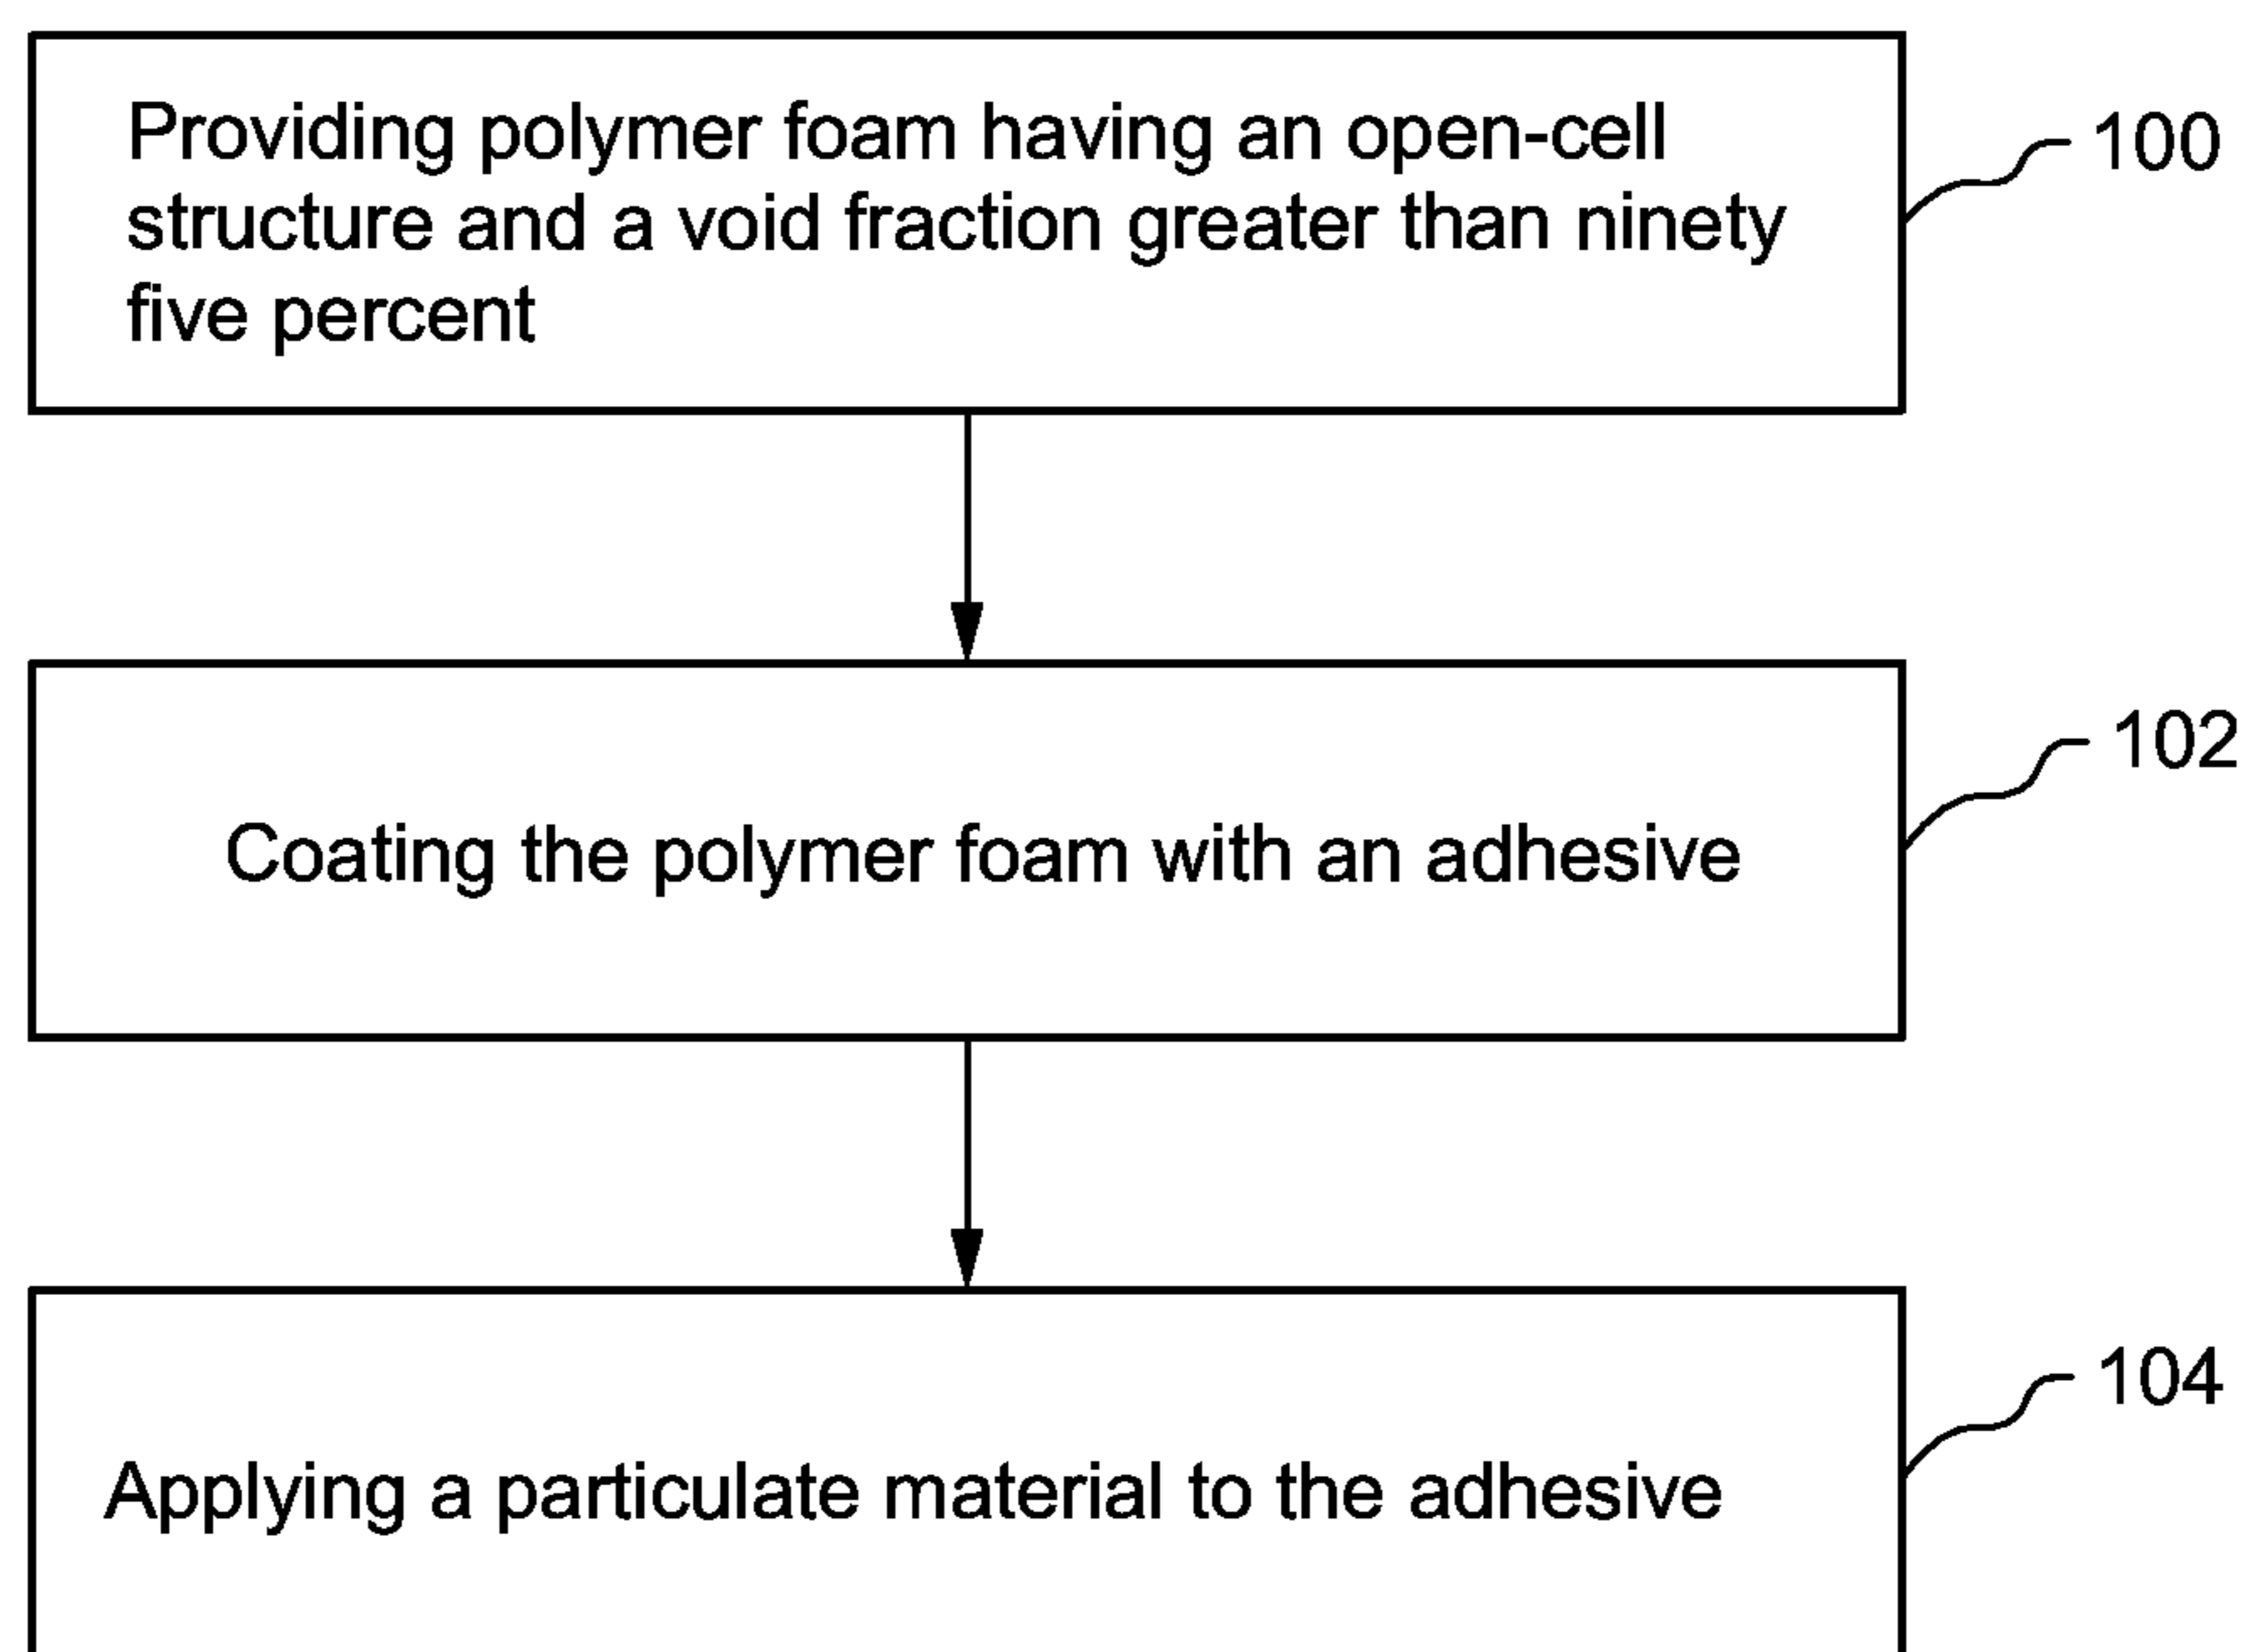 Providing polymer foam having an open-cell
structure and a void fraction greater than ninety
five percent
100
Coating the polymer foam with an adhesive
102
Applying a particulate material to the adhesive
104